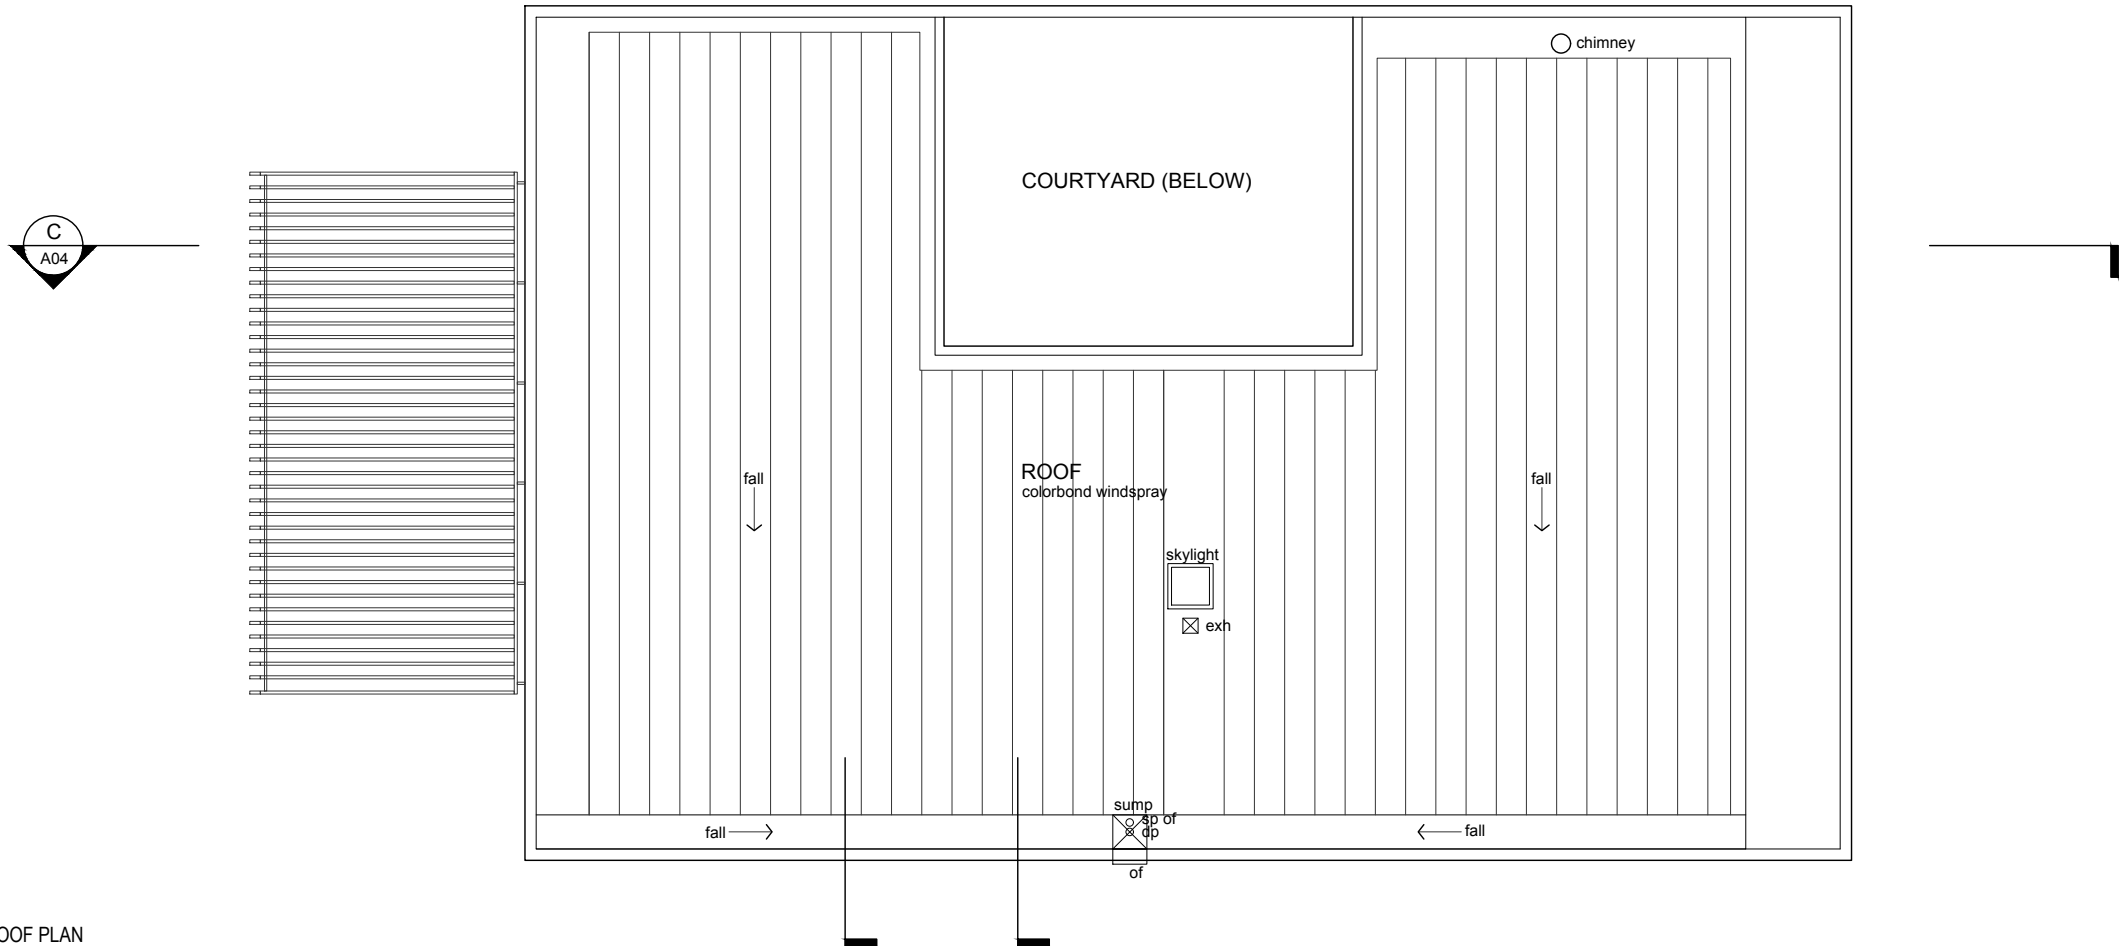 chimney
COURTYARD (BELOW)
C
A04
ROOF
colorbond windspray
fall
fall
skylight
exh
sump
sp of
dp
fall
fall
of
OOF PLAN